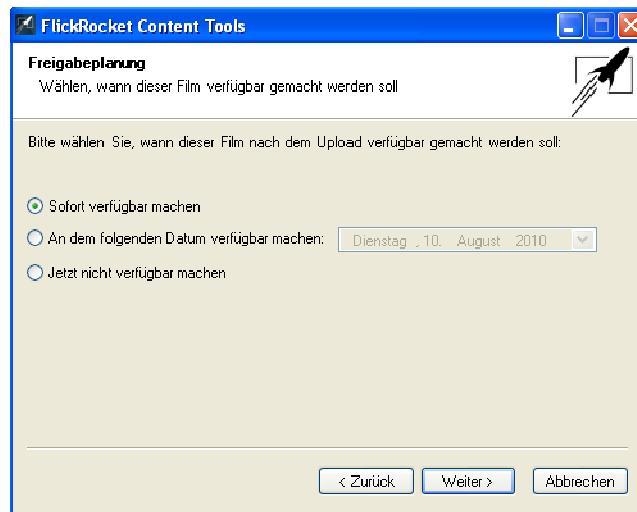 FlickRocket Content Tools
Freigabeplanung
Wählen, wann dieser Film verfügbar gemacht werden soll
Bitte wählen Sie, wann dieser Film nach dem Upload verfügbar gemacht werden soll:
Sofort verfügbar machen
An dem folgenden Datum verfügbar machen: Dienstag , 10. August 2010
Jetzt nicht verfügbar machen
< Zurück Weiter > Abbrechen